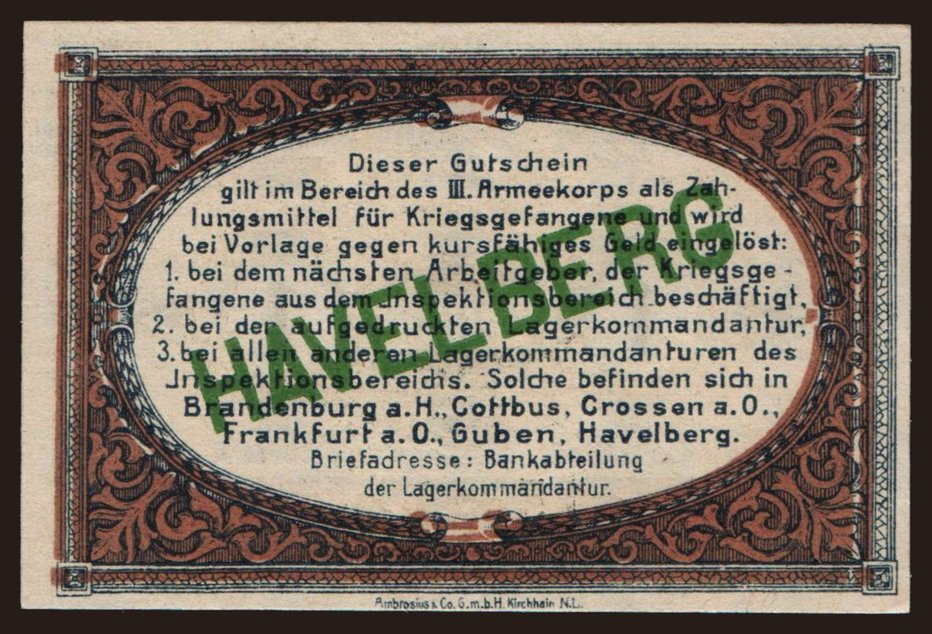 Dieser Gutschein
gilt im Bereich des III. Armeekorps als Zah-
lungsmittel für Kriegsgefangene und wird
bei Vorlage gegen kursfähiges Geld eingelöst:
1. bei dem nächsten Arbeitgeber, der Kriegsge-
fangene aus dem Inspektionsbereich beschäftigt,
2. bei der aufgedruckten Lagerkommandantur,
3. bei allen anderen Lagerkommandanturen des
Inspektionsbereichs. Solche befinden sich in
Brandenburg a. H., Cottbus, Crossen a. O.,
Frankfurt a. O., Guben, Havelberg.
Briefadresse: Bankabteilung
der Lagerkommandantur.
HAVELBERG
Ambrosius & Co. G.m.b.H. Kirchhain N.L.